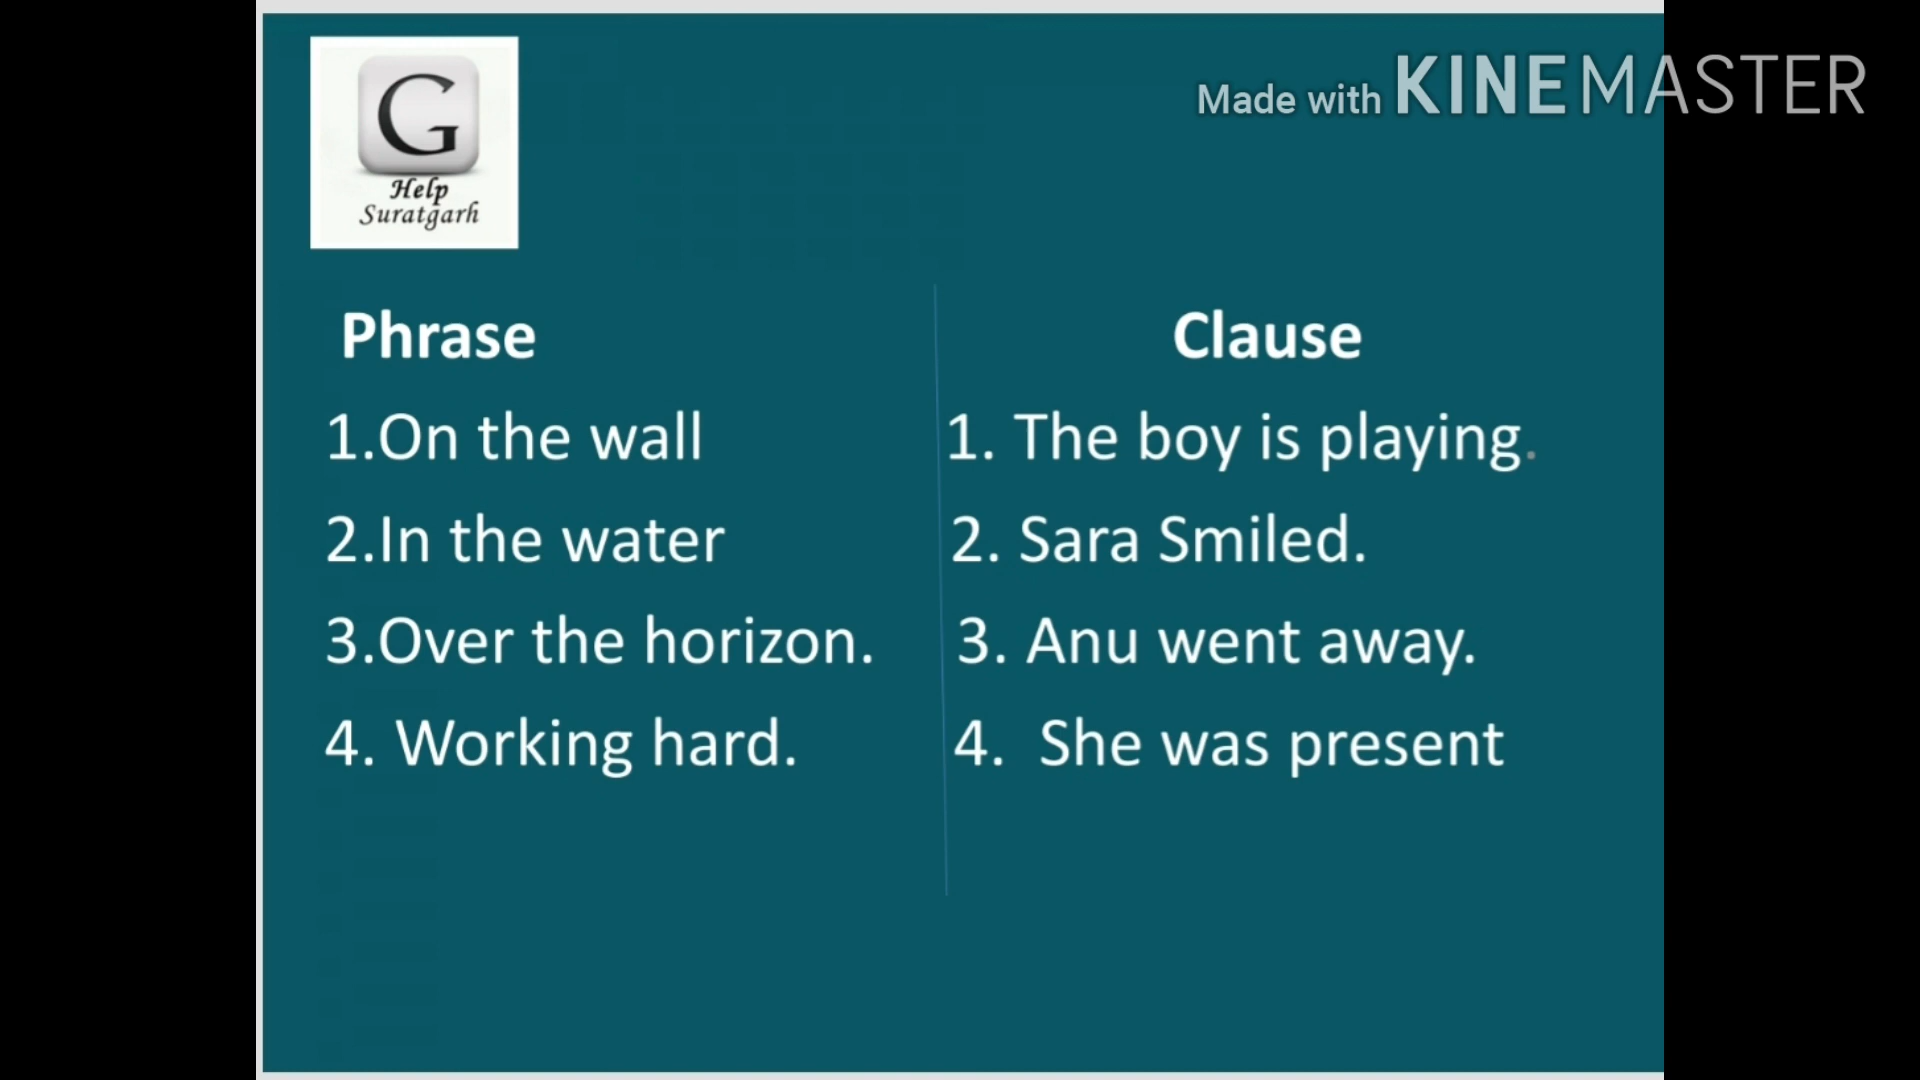 G
Help
Suratgarh
Made with KINEMASTER
Phrase
1.On the wall
2.In the water
3.Over the horizon.
4. Working hard.
Clause
1. The boy is playing.
2. Sara Smiled.
3. Anu went away.
4. She was present